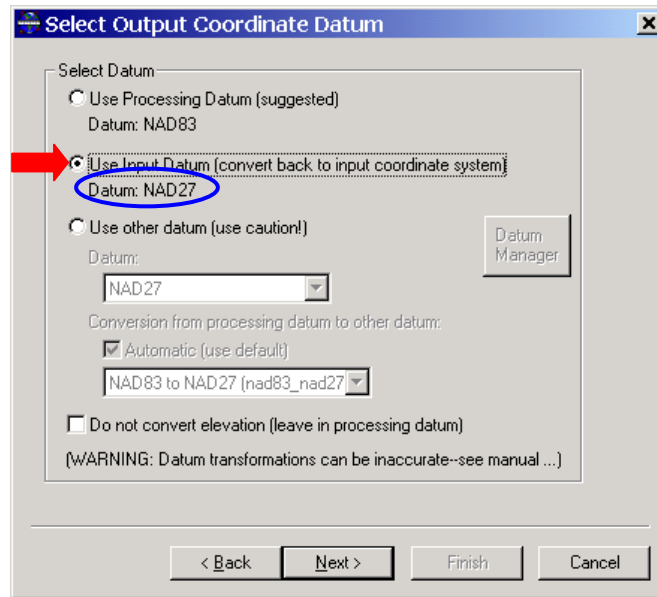 Select Output Coordinate Datum
Select Datum
Use Processing Datum (suggested)
Datum: NAD83
Use Input Datum (convert back to input coordinate system)
Datum: NAD27
Use other datum (use caution!)
Datum:
NAD27
Datum
Manager
Conversion from processing datum to other datum:
Automatic (use default)
NAD83 to NAD27 (nad83_nad27
Do not convert elevation (leave in processing datum)
(WARNING: Datum transformations can be inaccurate--see manual ...)
< Back
Next >
Finish
Cancel